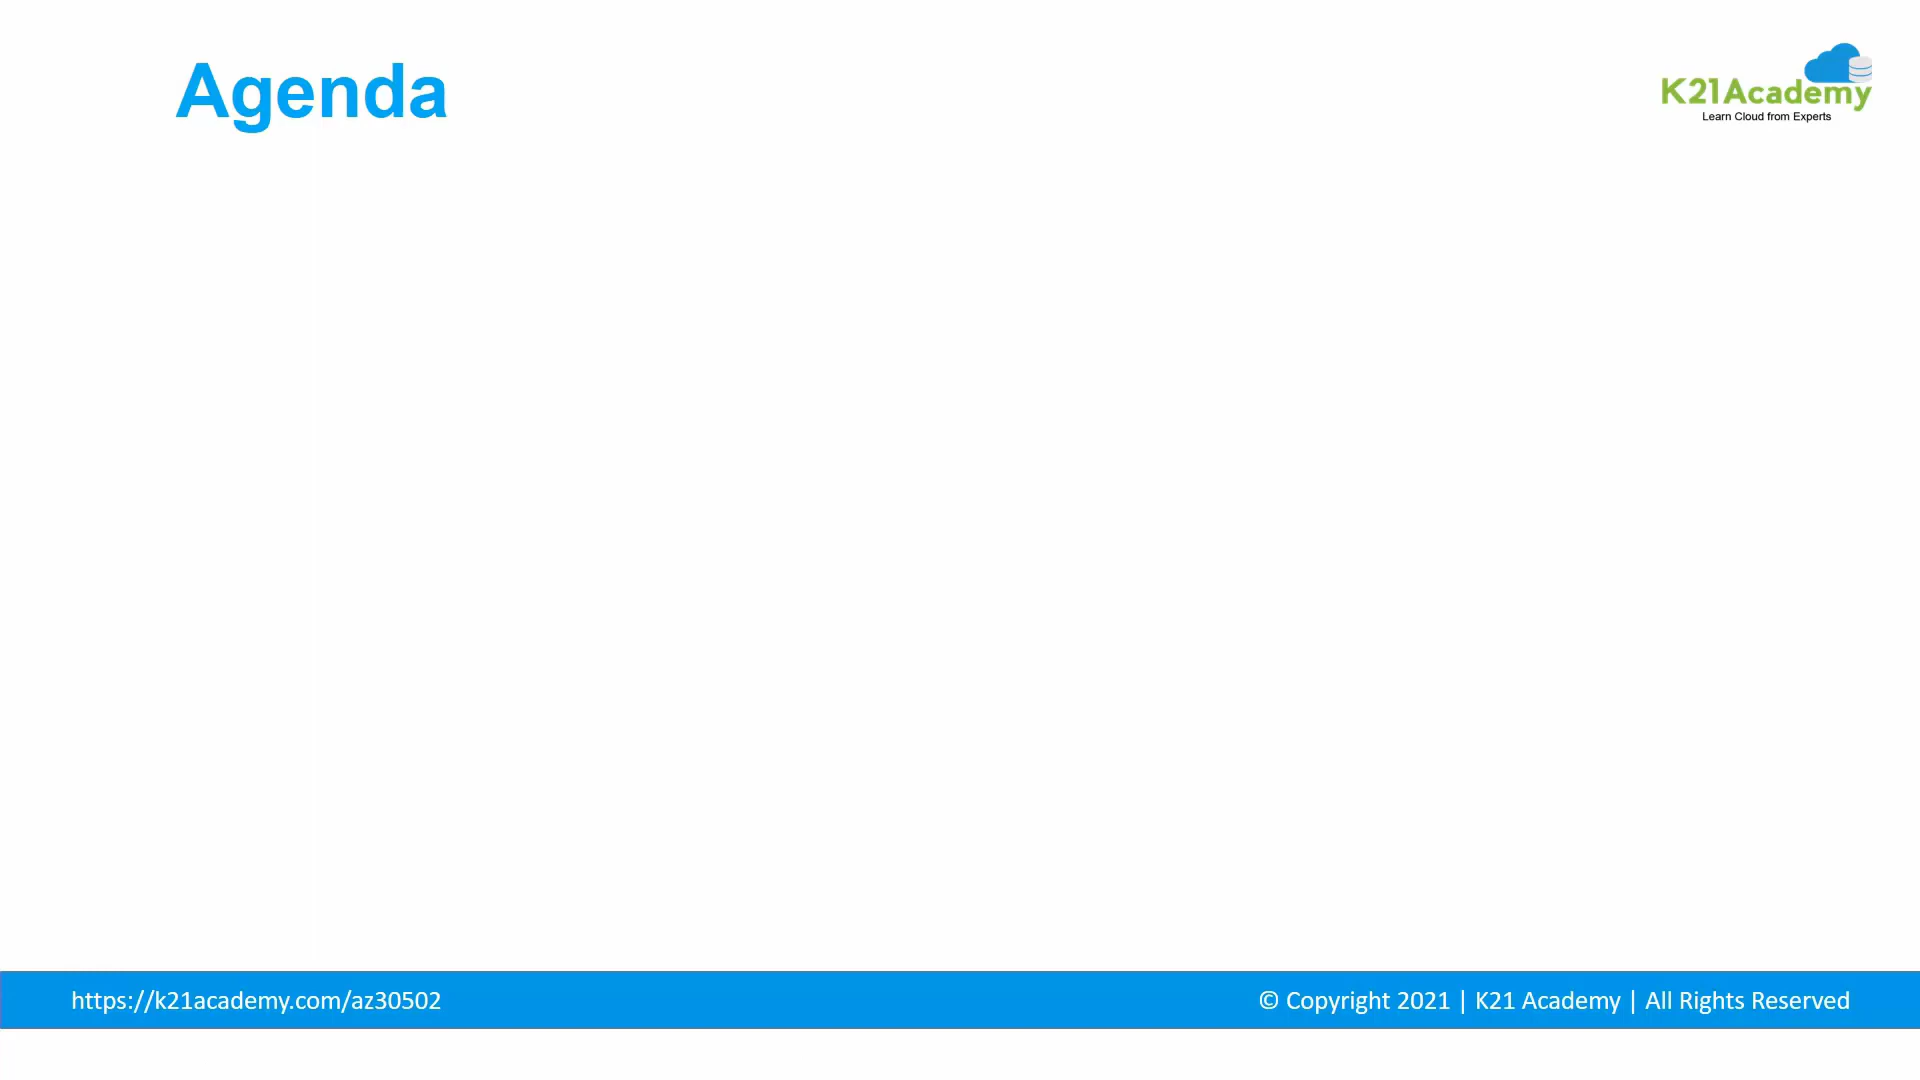 Agenda
K21Academy
Learn Cloud from Experts
https://k21academy.com/az30502
© Copyright 2021 | K21 Academy | All Rights Reserved